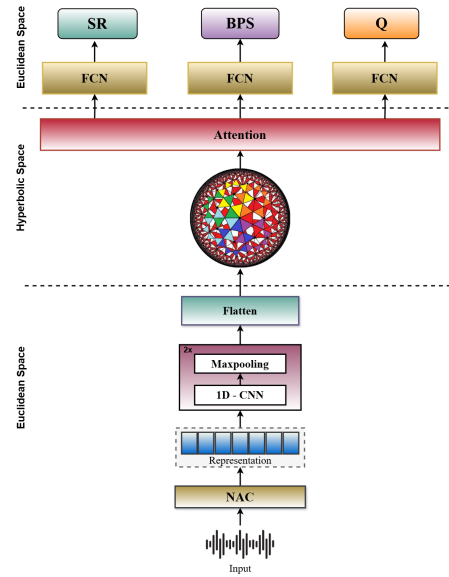 Euclidean Space
SR
BPS
Q
FCN
FCN
FCN
Hyperbolic Space
Attention
Euclidean Space
Flatten
2x
Maxpooling
1D - CNN
Representation
NAC
Input